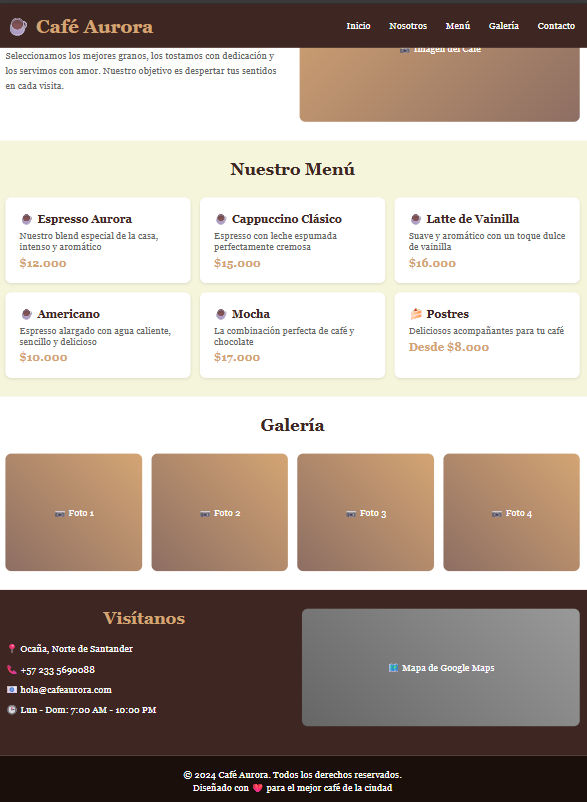 Café Aurora
Inicio Nosotros Menú Galería Contacto
Imagen del Café
Seleccionamos los mejores granos, los tostamos con dedicación y
los servimos con amor. Nuestro objetivo es despertar tus sentidos
en cada visita.
Nuestro Menú
Espresso Aurora
Nuestro blend especial de la casa,
intenso y aromático
$12.000
Cappuccino Clásico
Espresso con leche espumada
perfectamente cremosa
$15.000
Latte de Vainilla
Suave y aromático con un toque dulce
de vainilla
$16.000
Americano
Espresso alargado con agua caliente,
sencillo y delicioso
$10.000
Mocha
La combinación perfecta de café y
chocolate
$17.000
Postres
Deliciosos acompañantes para tu café
Desde $8.000
Galería
Foto 1
Foto 2
Foto 3
Foto 4
Visítanos
Ocaña, Norte de Santander
+57 233 5690088
hola@cafeaurora.com
Lun - Dom: 7:00 AM - 10:00 PM
Mapa de Google Maps
© 2024 Café Aurora. Todos los derechos reservados.
Diseñado con ❤️ para el mejor café de la ciudad